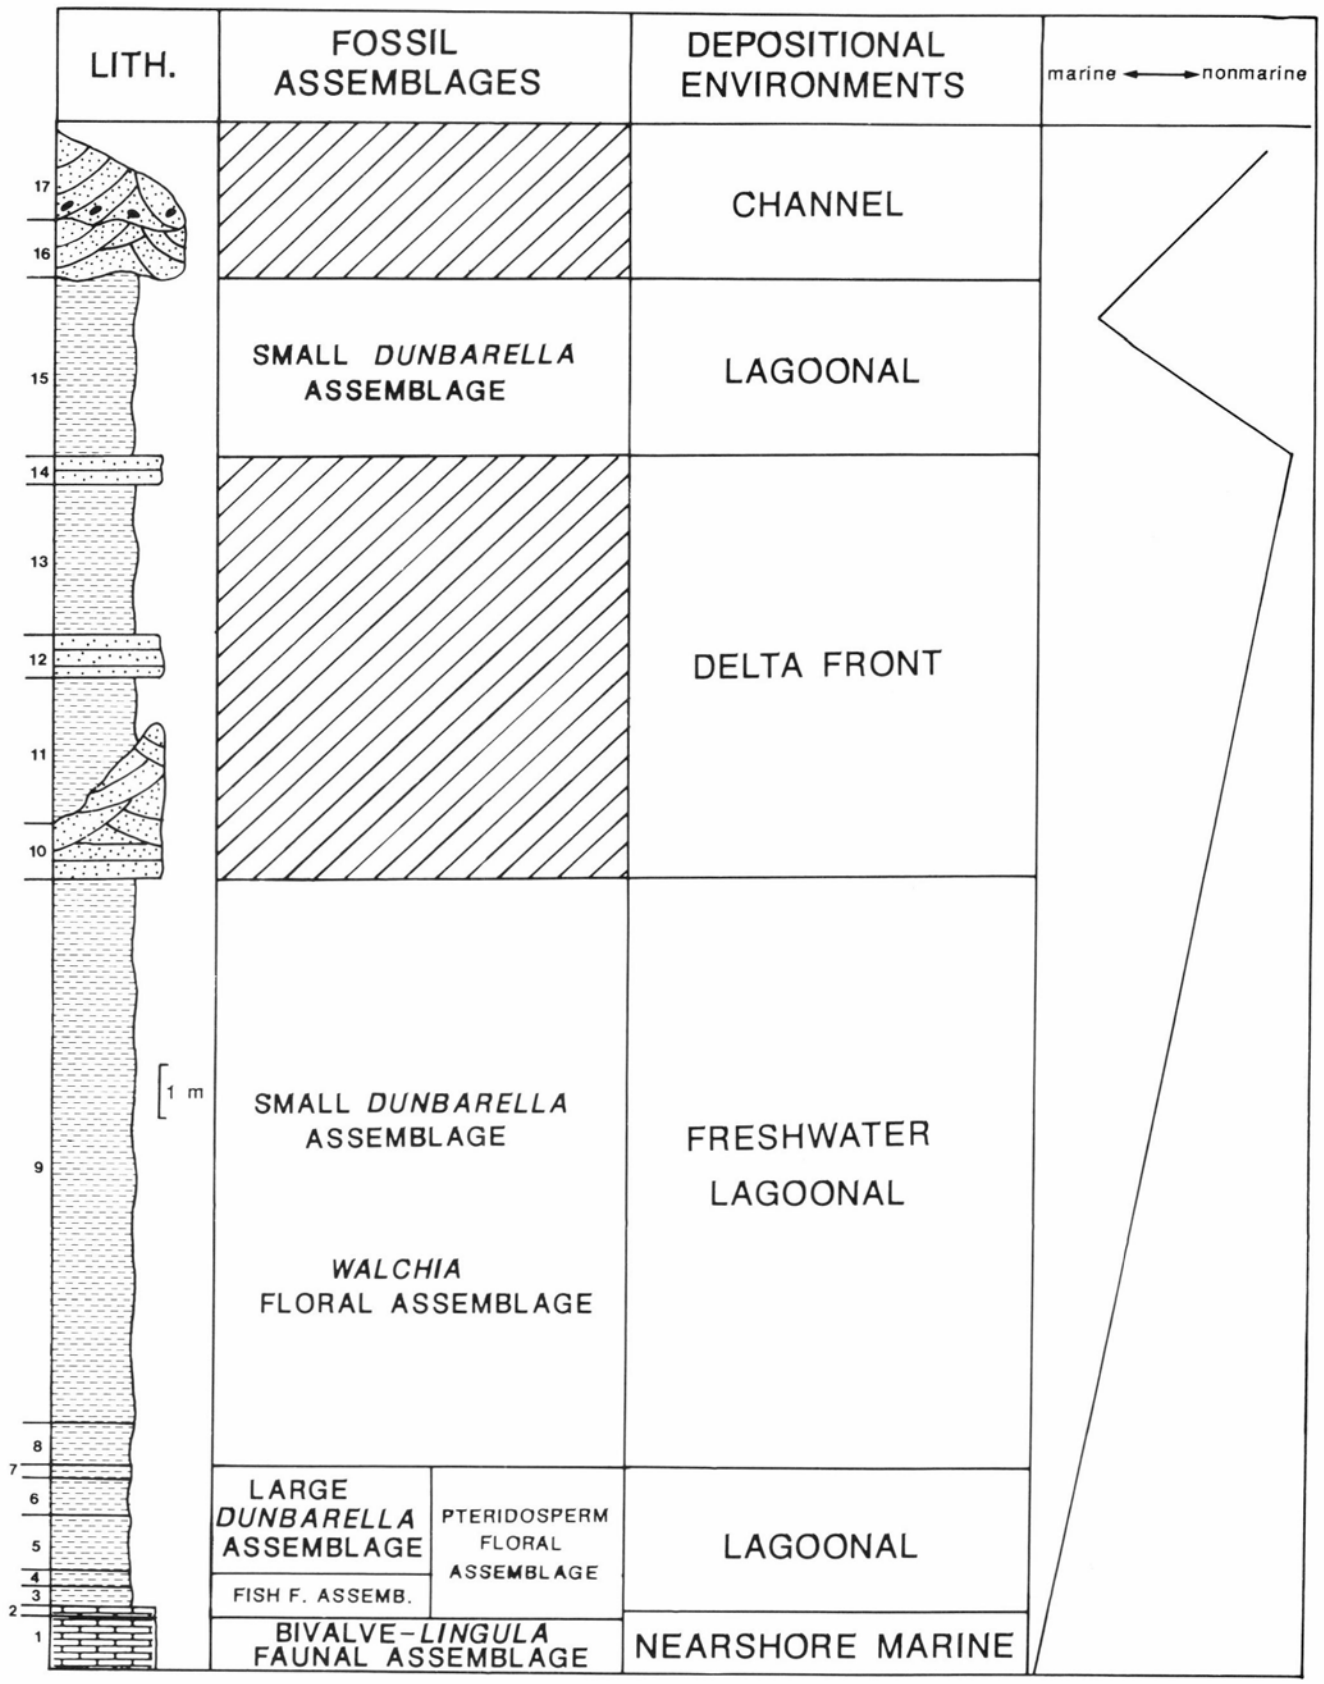 LITH.
FOSSIL
ASSEMBLAGES
DEPOSITIONAL
ENVIRONMENTS
marine nonmarine
17
16
CHANNEL
15
SMALL DUNBARELLA
ASSEMBLAGE
LAGOONAL
14
13
12
11
10
DELTA FRONT
1 m
9
SMALL DUNBARELLA
ASSEMBLAGE
WALCHIA
FLORAL ASSEMBLAGE
FRESHWATER
LAGOONAL
8
7
6
5
4
3
2
1
LARGE
DUNBARELLA
ASSEMBLAGE
PTERIDOSPERM
FLORAL
ASSEMBLAGE
FISH F. ASSEMB.
LAGOONAL
BIVALVE-LINGULA
FAUNAL ASSEMBLAGE
NEARSHORE MARINE